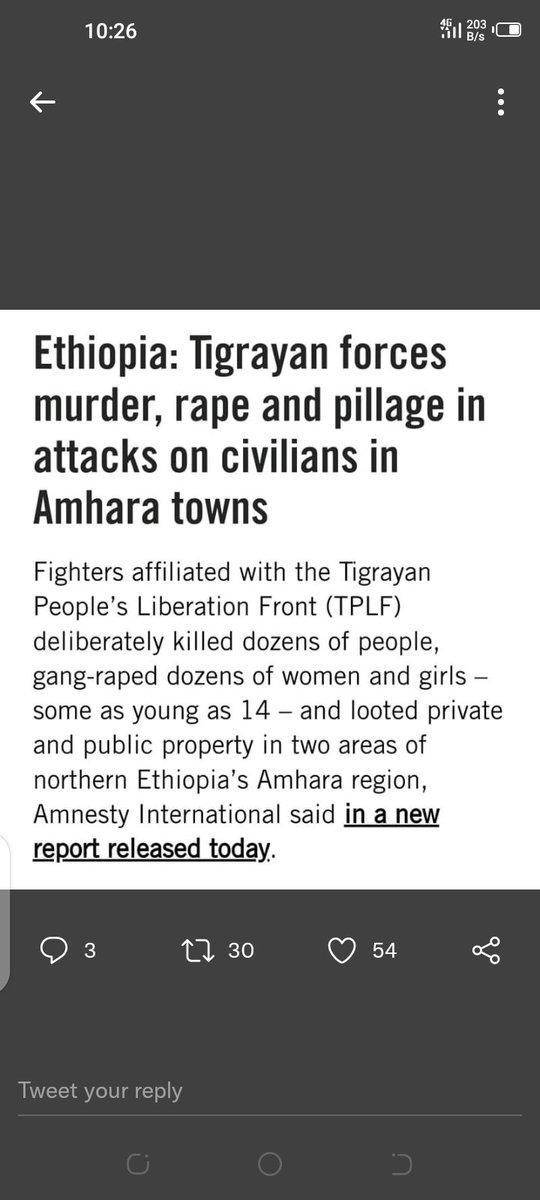 10:26
4G 203 B/s
Ethiopia: Tigrayan forces
murder, rape and pillage in
attacks on civilians in
Amhara towns
Fighters affiliated with the Tigrayan
People's Liberation Front (TPLF)
deliberately killed dozens of people,
gang-raped dozens of women and girls –
some as young as 14 – and looted private
and public property in two areas of
northern Ethiopia's Amhara region,
Amnesty International said in a new
report released today.
3 30 54
Tweet your reply